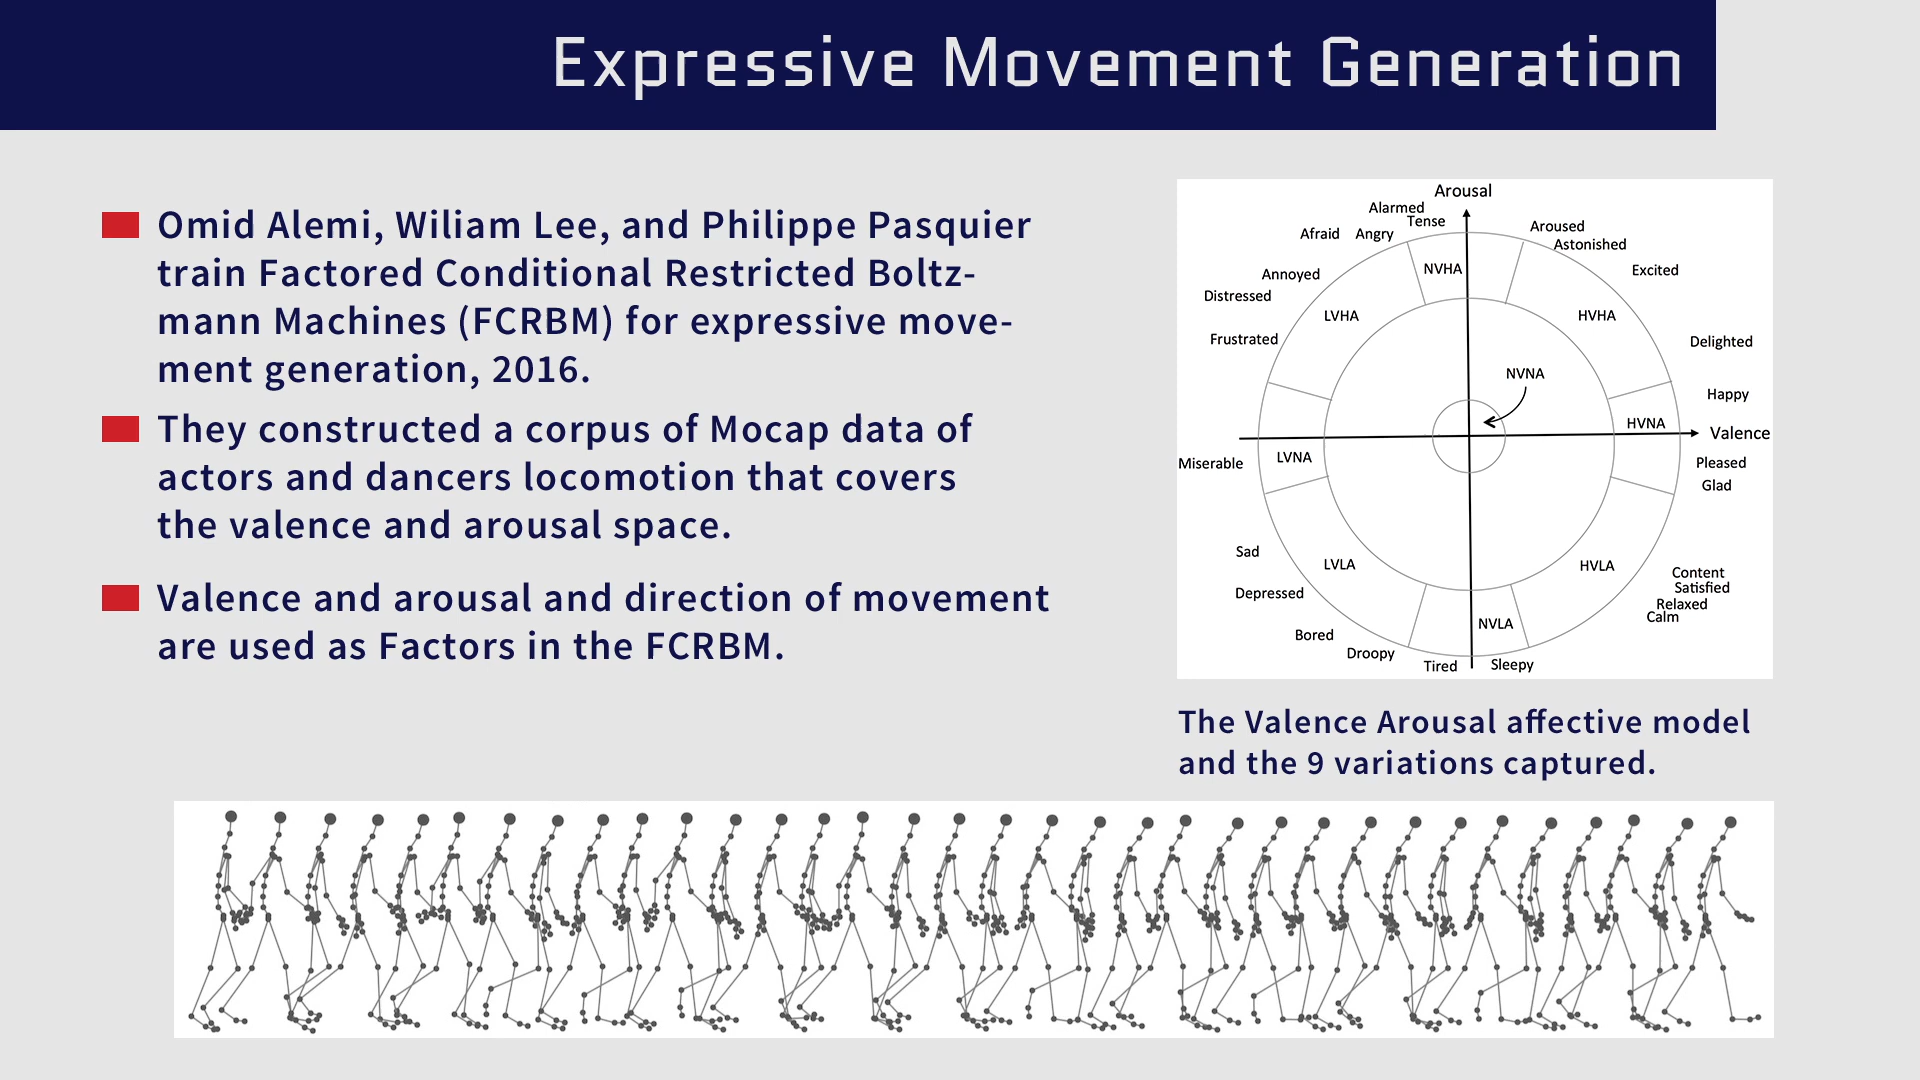 Expressive Movement Generation
Omid Alemi, Wiliam Lee, and Philippe Pasquier
train Factored Conditional Restricted Boltz-
mann Machines (FCRBM) for expressive move-
ment generation, 2016.
They constructed a corpus of Mocap data of
actors and dancers locomotion that covers
the valence and arousal space.
Valence and arousal and direction of movement
are used as Factors in the FCRBM.
Arousal
Alarmed
Tense
Afraid Angry
Aroused
Astonished
Annoyed
NVHA
Excited
Distressed
LVHA
HVHA
Frustrated
Delighted
NVNA
Happy
HVNA
Valence
Miserable
LVNA
Pleased
Glad
Sad
LVLA
HVLA
Content
Satisfied
Relaxed
Calm
Depressed
NVLA
Bored
Droopy
Tired
Sleepy
The Valence Arousal affective model
and the 9 variations captured.